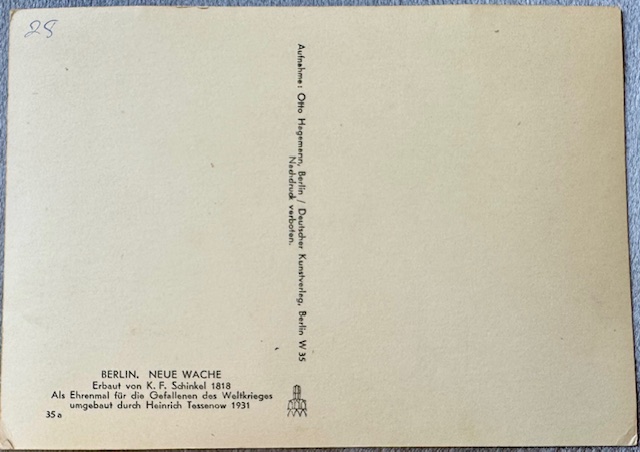 28
Aufnahme: Otto Hagemann, Berlin / Deutscher Kunstverlag, Berlin W 35
Nachdruck verboten.
BERLIN. NEUE WACHE
Erbaut von K. F. Schinkel 1818
Als Ehrenmal für die Gefallenen des Weltkrieges
umgebaut durch Heinrich Tessenow 1931
35 a